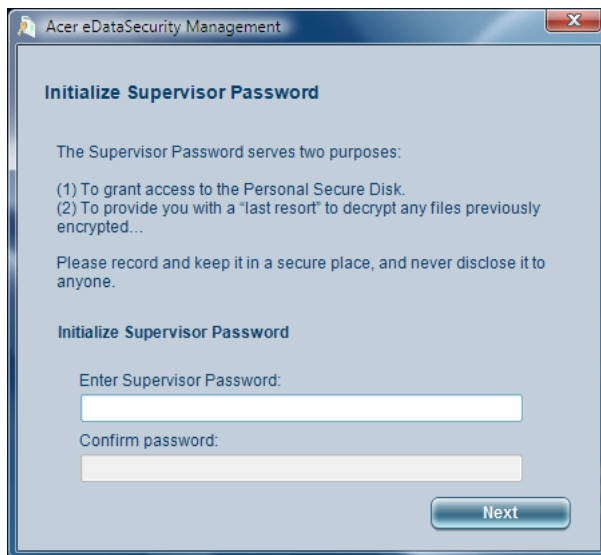 Acer eDataSecurity Management
Initialize Supervisor Password
The Supervisor Password serves two purposes:
(1) To grant access to the Personal Secure Disk.
(2) To provide you with a “last resort” to decrypt any files previously
encrypted...
Please record and keep it in a secure place, and never disclose it to
anyone.
Initialize Supervisor Password
Enter Supervisor Password:
Confirm password:
Next